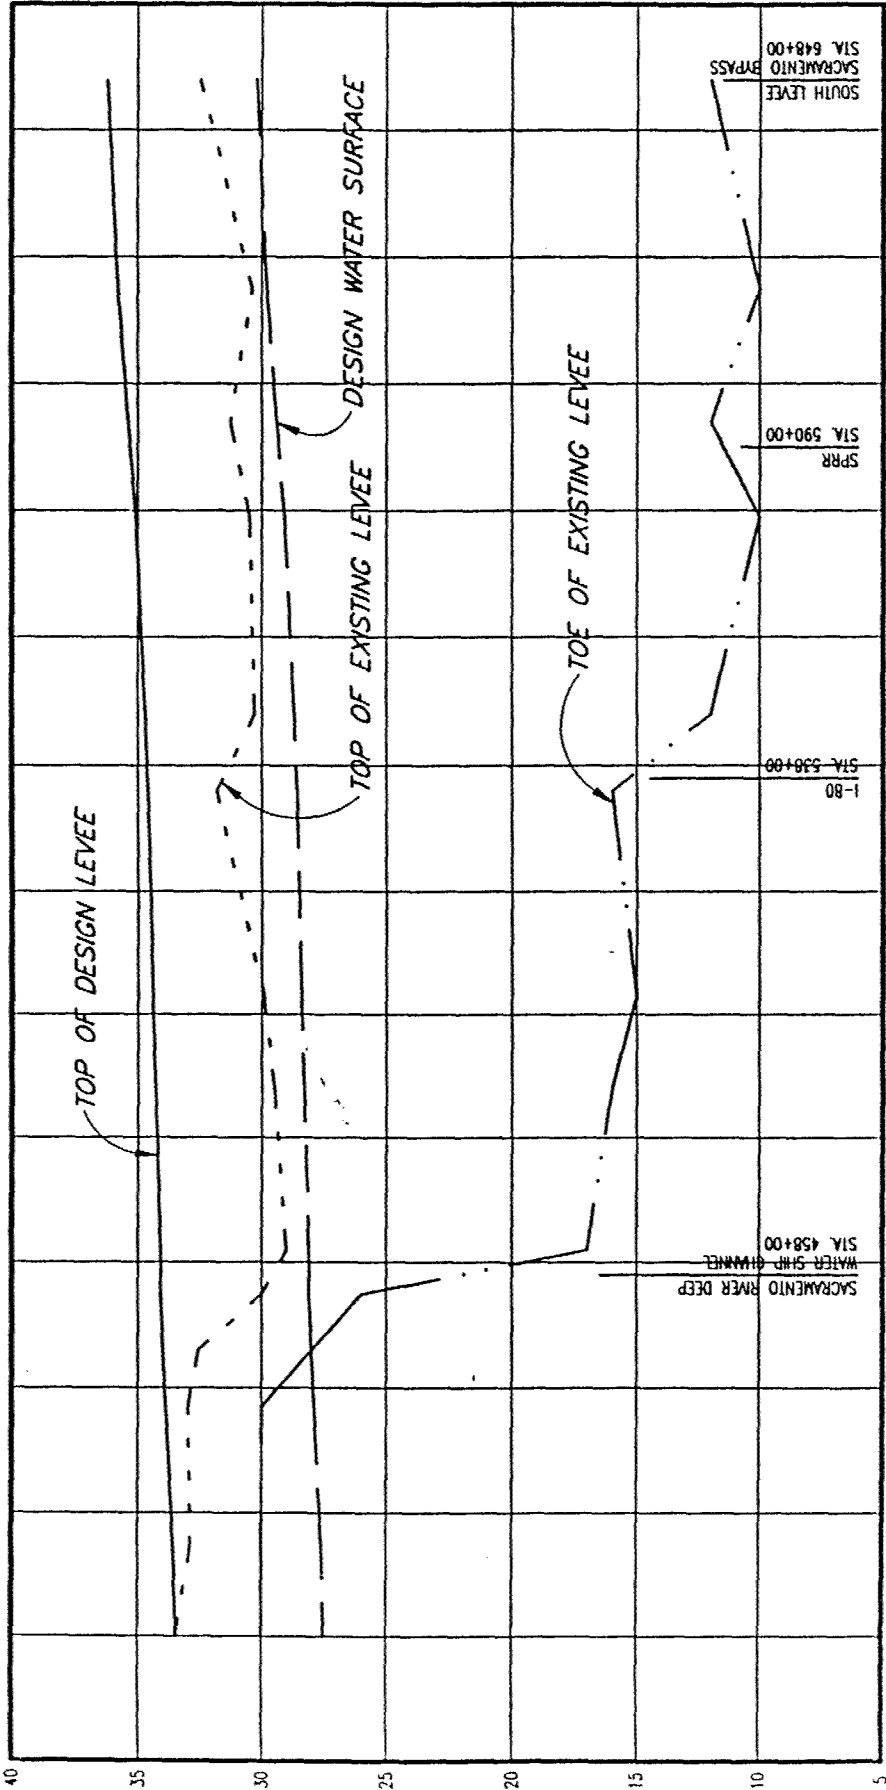 TOP OF DESIGN LEVEE
TOP OF EXISTING LEVEE
DESIGN WATER SURFACE
TOE OF EXISTING LEVEE
SACRAMENTO RIVER DEEP
WATER SHIP CHANNEL
STA. 458+00
I-80
STA. 538+00
SPRR
STA. 590+00
SOUTH LEVEE
SACRAMENTO BYPASS
STA. 648+00
40
35
30
25
20
15
10
5